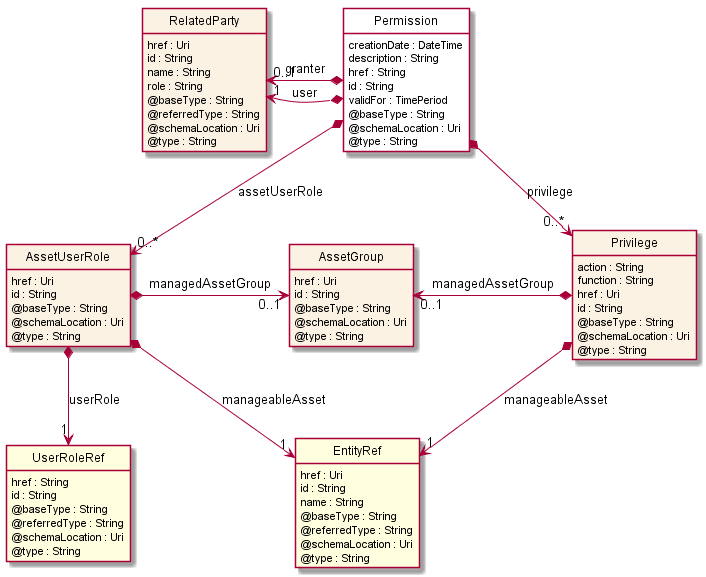 RelatedParty
href : Uri
id : String
name : String
role : String
@baseType : String
@referredType : String
@schemaLocation : Uri
@type : String
Permission
creationDate : DateTime
description : String
href : String
id : String
validFor : TimePeriod
@baseType : String
@schemaLocation : Uri
@type : String
0..1
granter
1
user
assetUserRole
0..*
privilege
0..*
AssetUserRole
href : Uri
id : String
@baseType : String
@schemaLocation : Uri
@type : String
managedAssetGroup
0..1
AssetGroup
href : Uri
id : String
@baseType : String
@schemaLocation : Uri
@type : String
managedAssetGroup
0..1
Privilege
action : String
function : String
href : Uri
id : String
@baseType : String
@schemaLocation : Uri
@type : String
userRole
1
manageableAsset
1
manageableAsset
1
UserRoleRef
href : String
id : String
@baseType : String
@referredType : String
@schemaLocation : Uri
@type : String
EntityRef
href : Uri
id : String
name : String
@baseType : String
@referredType : String
@schemaLocation : Uri
@type : String